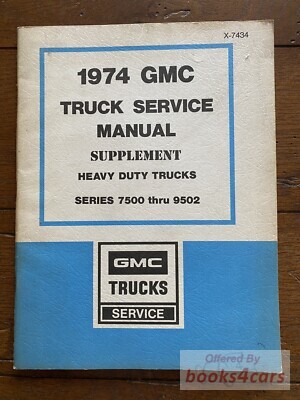 X-7434
1974 GMC
TRUCK SERVICE
MANUAL
SUPPLEMENT
HEAVY DUTY TRUCKS
SERIES 7500 thru 9502
GMC
TRUCKS
SERVICE
Offered By
books4cars